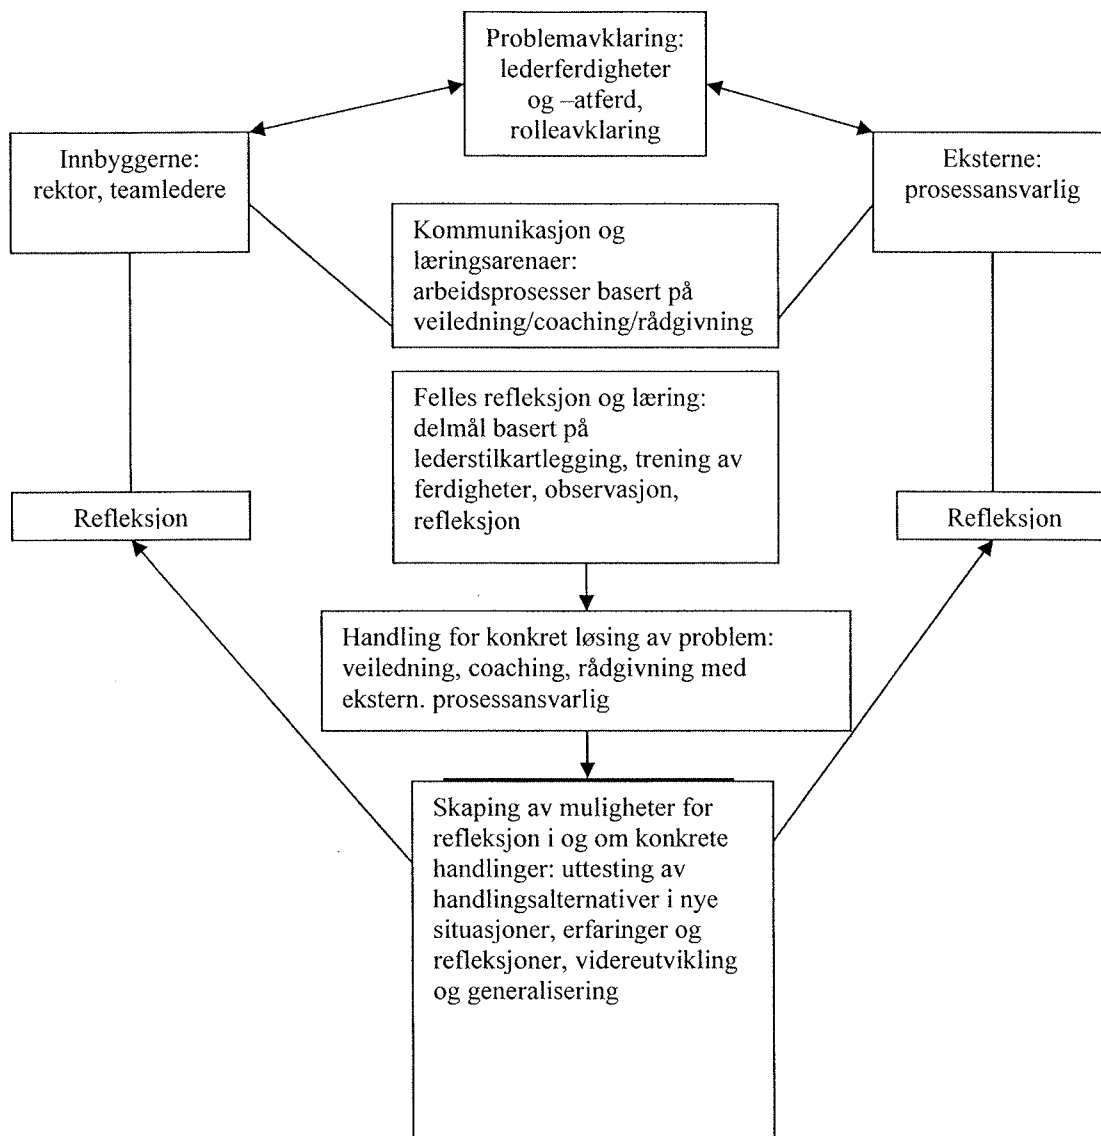 Problemavklaring:
lederferdigheter
og –atferd,
rolleavklaring
Innbyggerne:
rektor, teamledere
Eksterne:
prosessansvarlig
Kommunikasjon og
læringsarenaer:
arbeidsprosesser basert på
veiledning/coaching/rådgivning
Felles refleksjon og læring:
delmål basert på
lederstilkartlegging, trening av
ferdigheter, observasjon,
refleksjon
Refleksjon
Refleksjon
Handling for konkret løsing av problem:
veiledning, coaching, rådgivning med
ekstern. prosessansvarlig
Skaping av muligheter for
refleksjon i og om konkrete
handlinger: uttesting av
handlingsalternativer i nye
situasjoner, erfaringer og
refleksjoner, videreutvikling
og generalisering